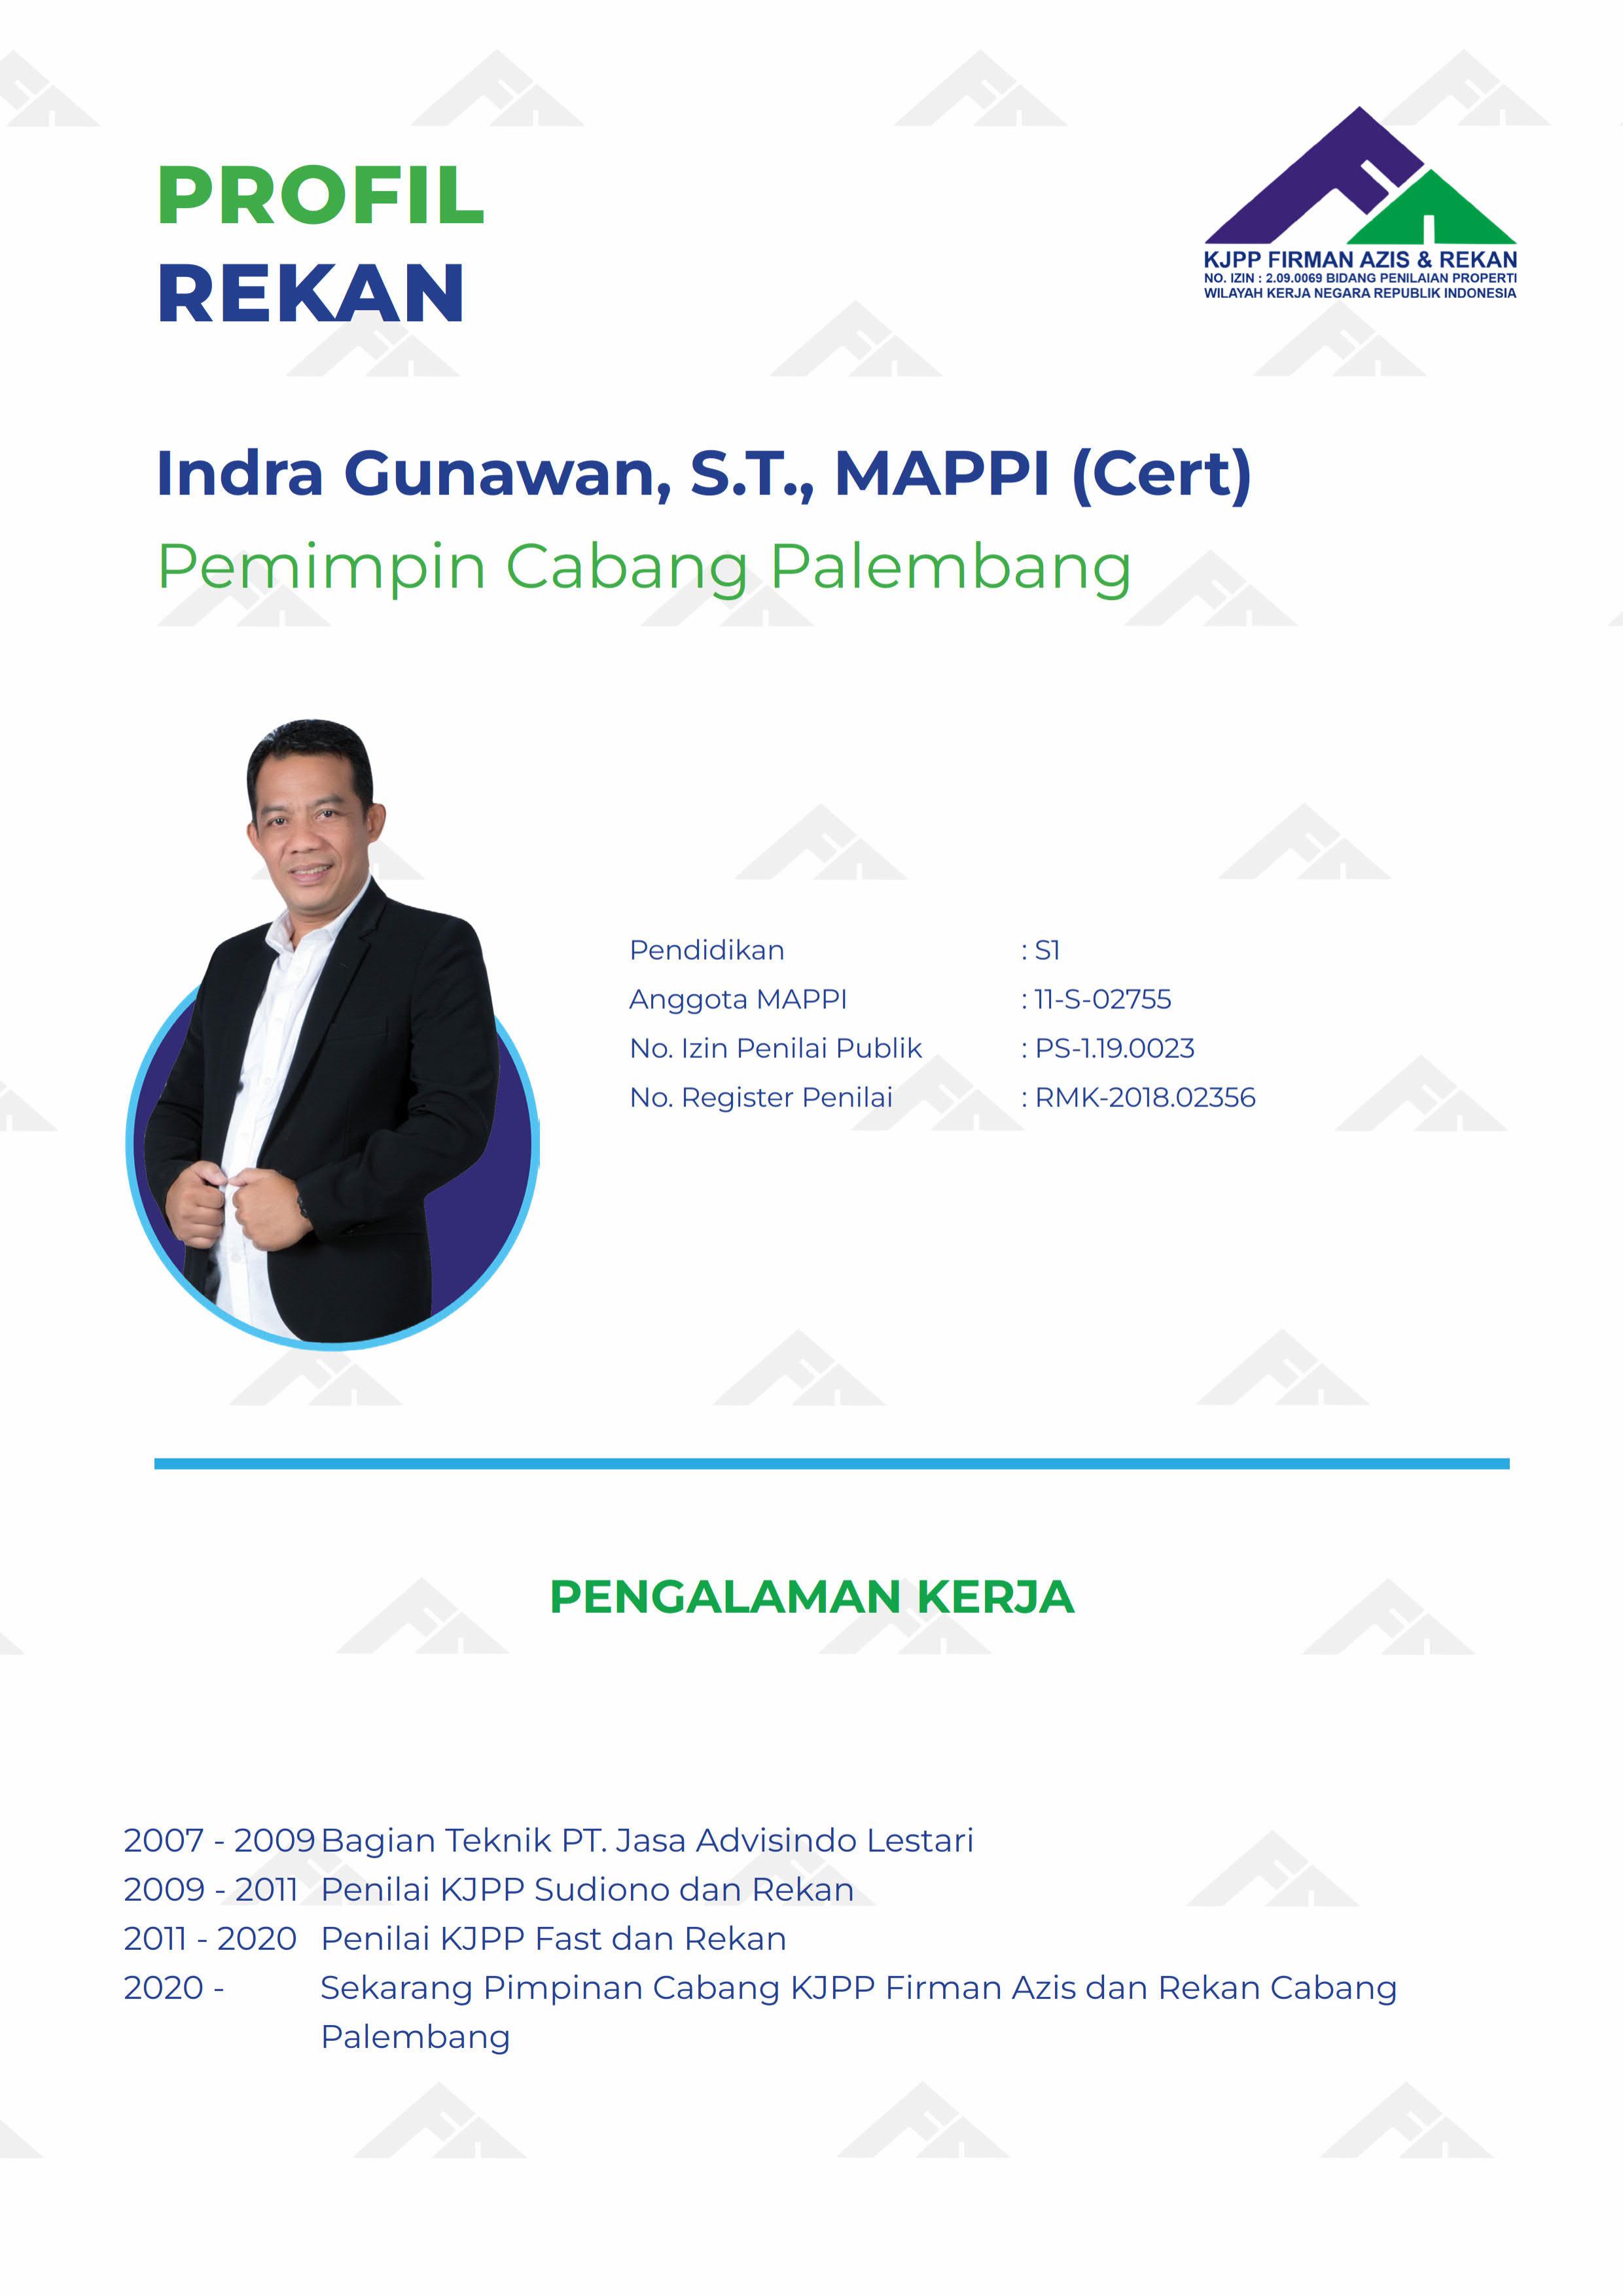 PROFIL
REKAN
KJPP FIRMAN AZIS & REKAN
NO. IZIN : 2.09.0069 BIDANG PENILAIAN PROPERTI
WILAYAH KERJA NEGARA REPUBLIK INDONESIA
Indra Gunawan, S.T., MAPPI (Cert)
Pemimpin Cabang Palembang
Pendidikan : S1
Anggota MAPPI : 11-S-02755
No. Izin Penilai Publik : PS-1.19.0023
No. Register Penilai : RMK-2018.02356
PENGALAMAN KERJA
2007 - 2009 Bagian Teknik PT. Jasa Advisindo Lestari
2009 - 2011 Penilai KJPP Sudiono dan Rekan
2011 - 2020 Penilai KJPP Fast dan Rekan
2020 - Sekarang Pimpinan Cabang KJPP Firman Azis dan Rekan Cabang
Palembang